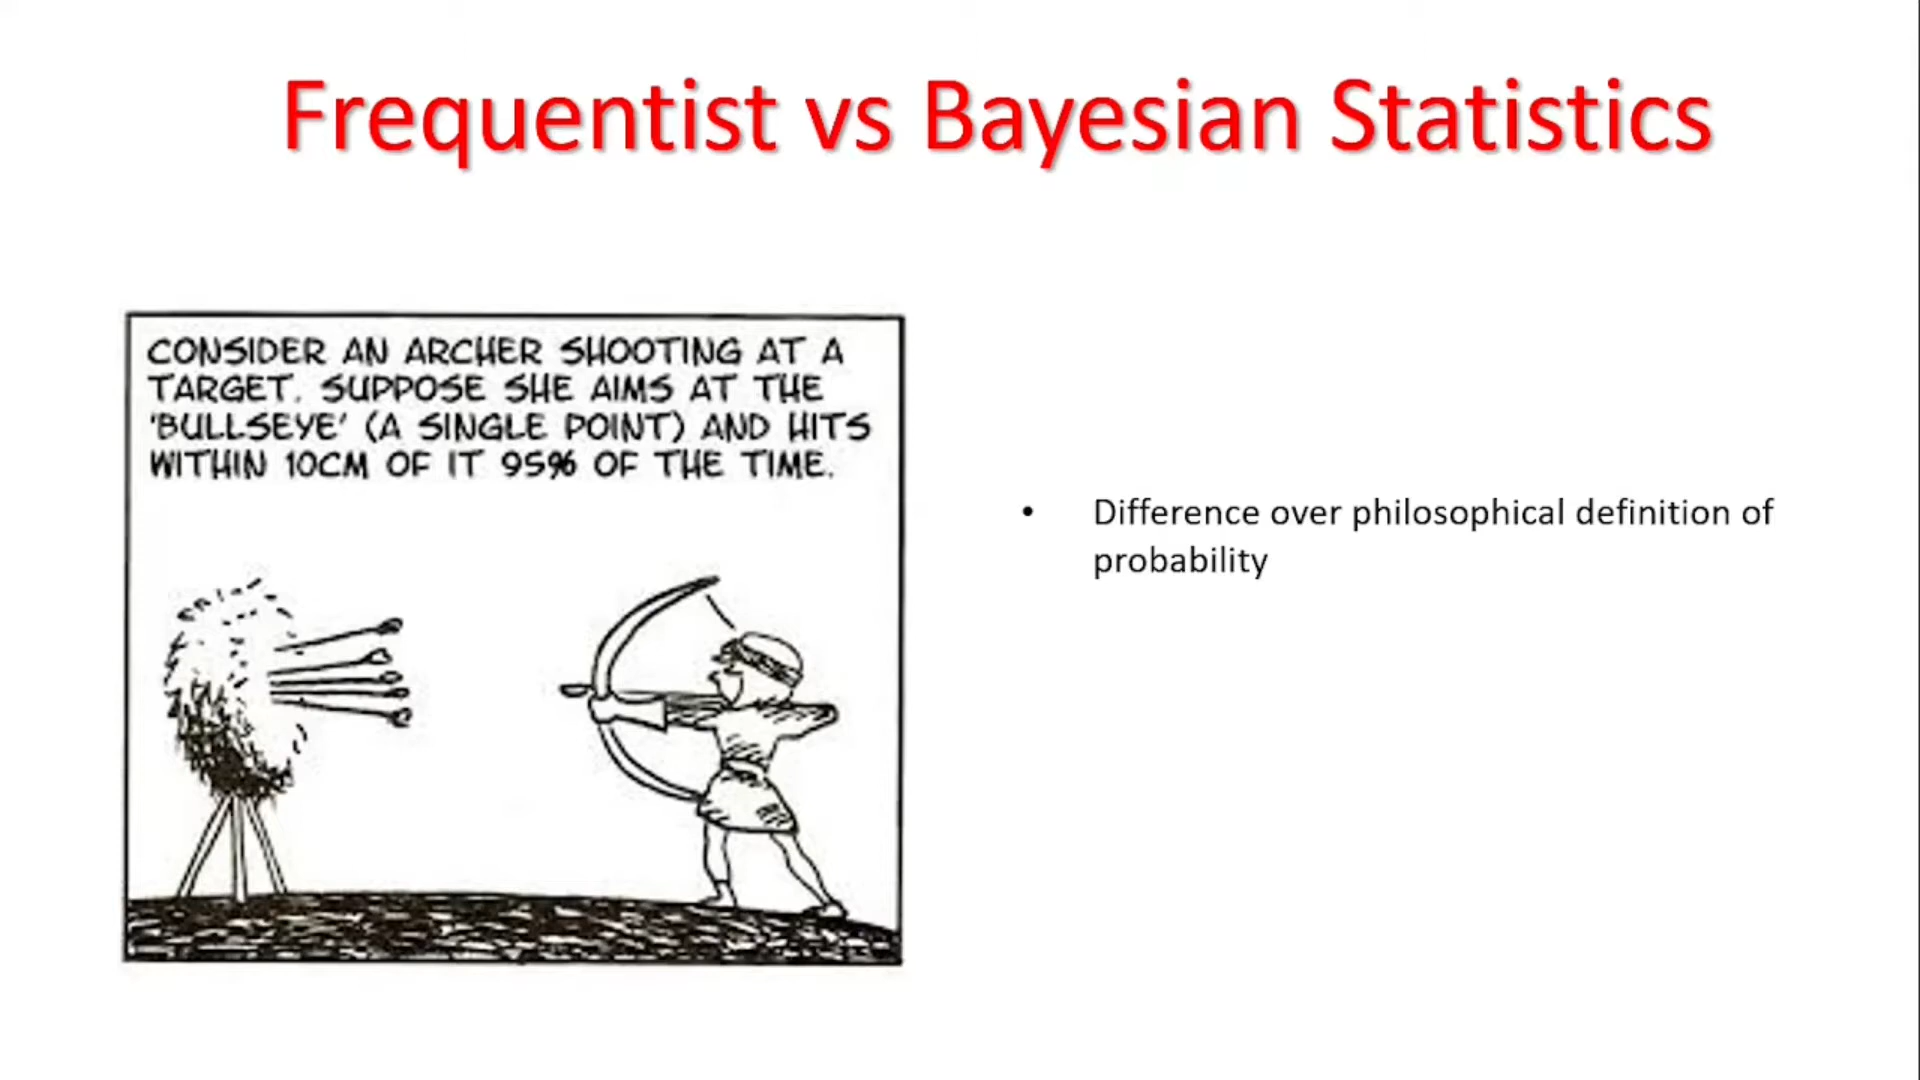 Frequentist vs Bayesian Statistics
CONSIDER AN ARCHER SHOOTING AT A
TARGET. SUPPOSE SHE AIMS AT THE
'BULLSEYE' (A SINGLE POINT) AND HITS
WITHIN 10CM OF IT 95% OF THE TIME.
• Difference over philosophical definition of
probability